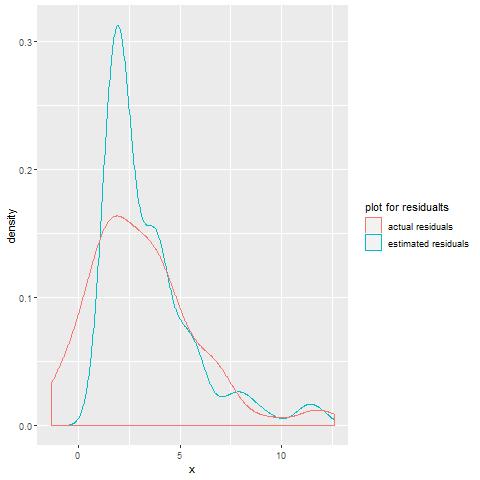 0.3
0.2
0.1
0.0
density
0
5
10
x
plot for residualts
actual residuals
estimated residuals